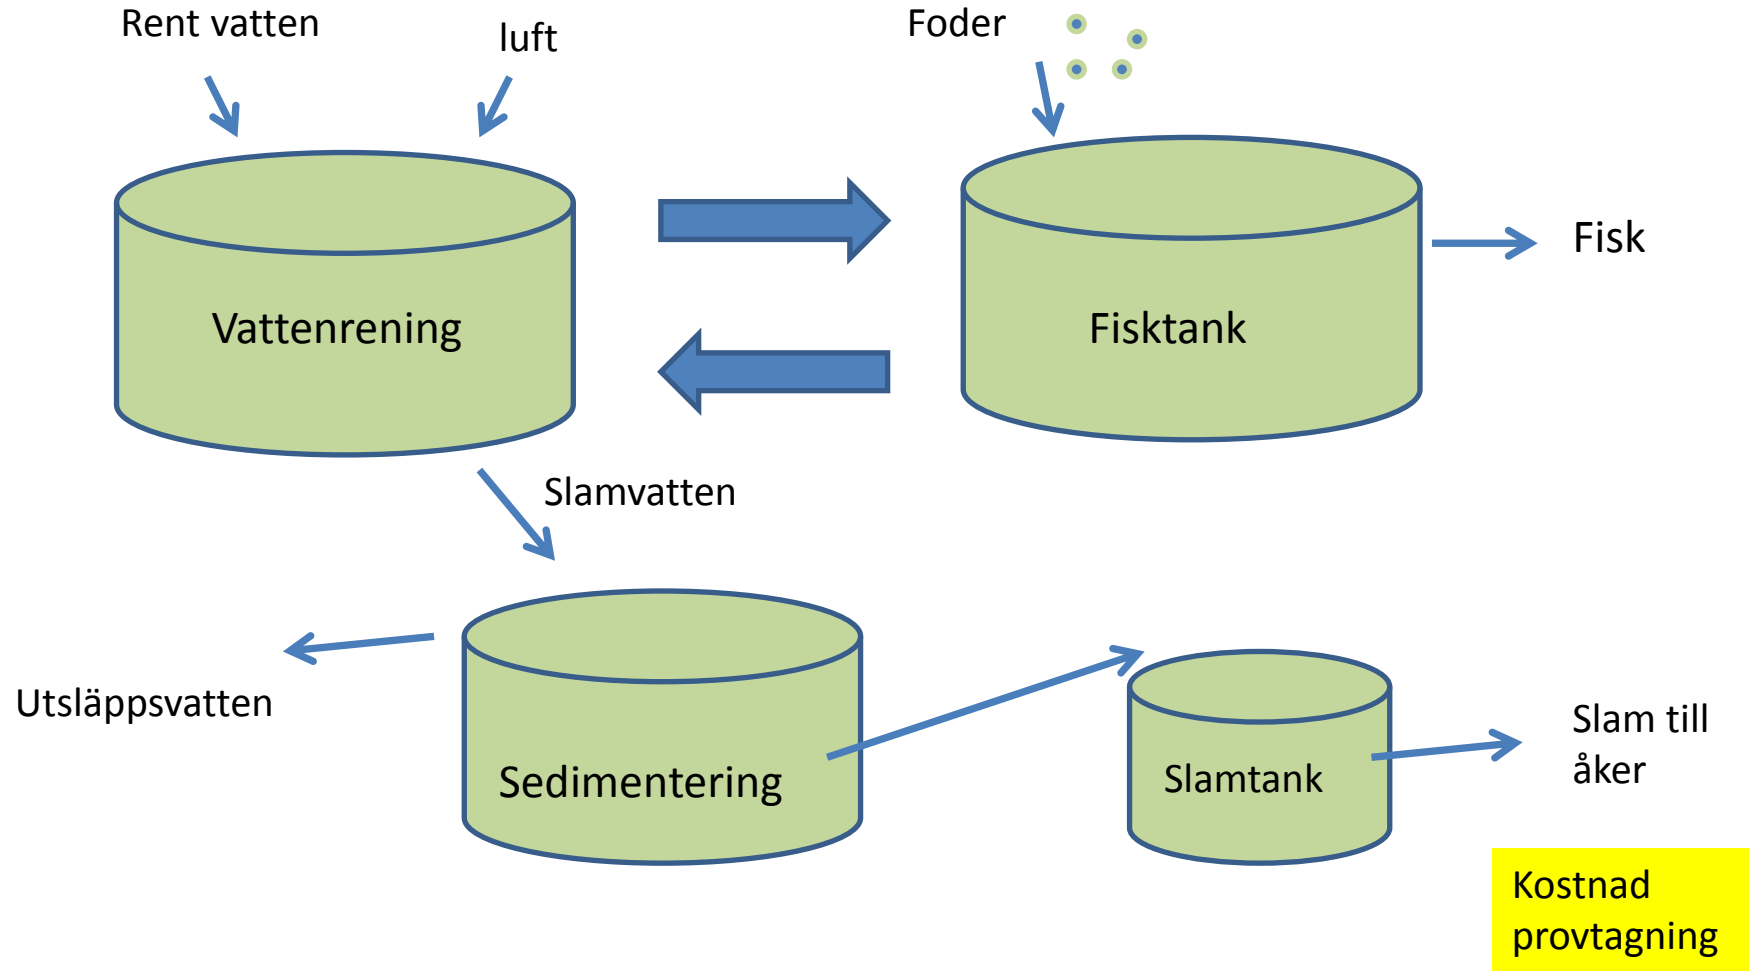 Rent vatten
luft
Foder
Vattenrening
Fisktank
Fisk
Slamvatten
Utsläppsvatten
Sedimentering
Slamtank
Slam till
åker
Kostnad
provtagning